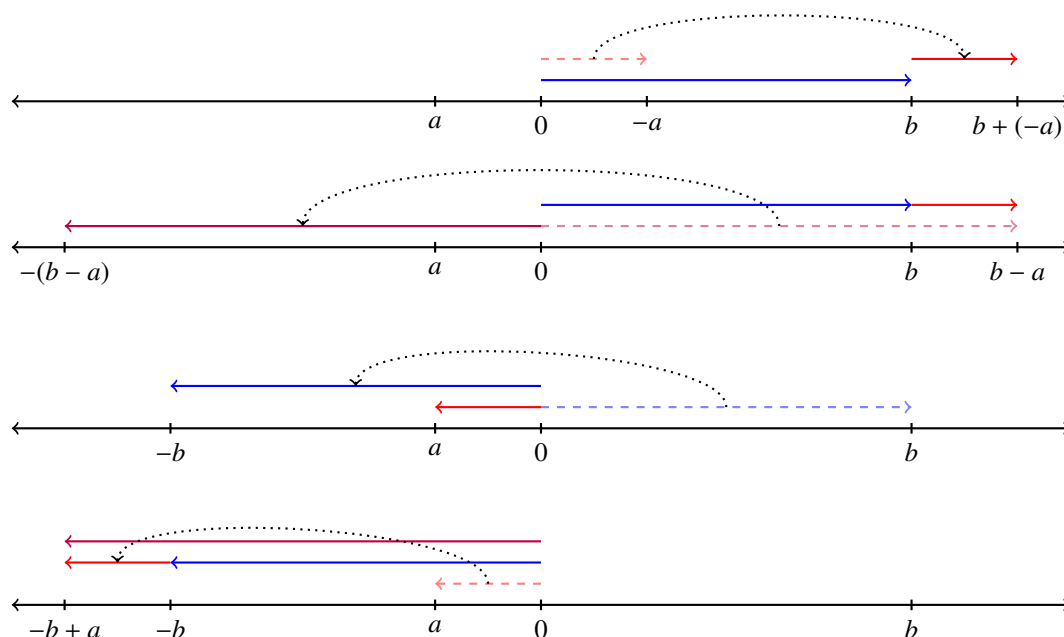 a 0 −a b b + (−a)
−(b − a) a 0 b b − a
−b a 0 b
−b + a −b a 0 b